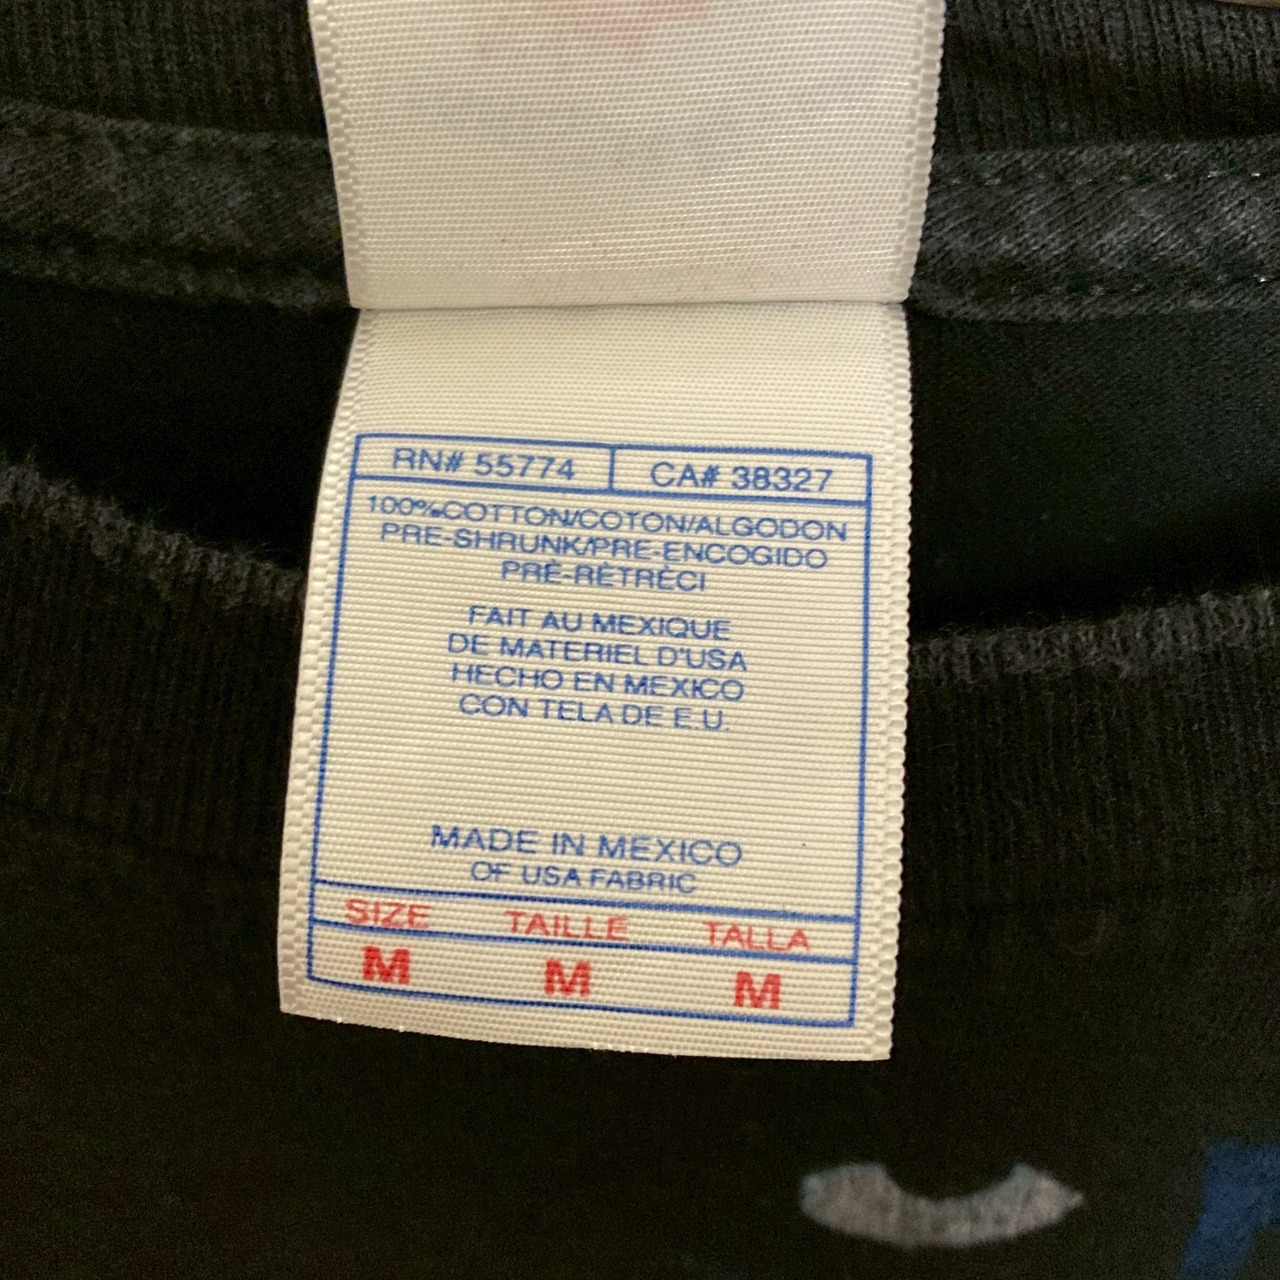 RN# 55774 CA# 38327
100%COTTON/COTON/ALGODON
PRE-SHRUNK/PRE-ENCOGIDO
PRÉ-RÉTRÉCI
FAIT AU MEXIQUE
DE MATERIEL D'USA
HECHO EN MEXICO
CON TELA DE E.U.
MADE IN MEXICO
OF USA FABRIC
SIZE TAILLE TALLA
M M M